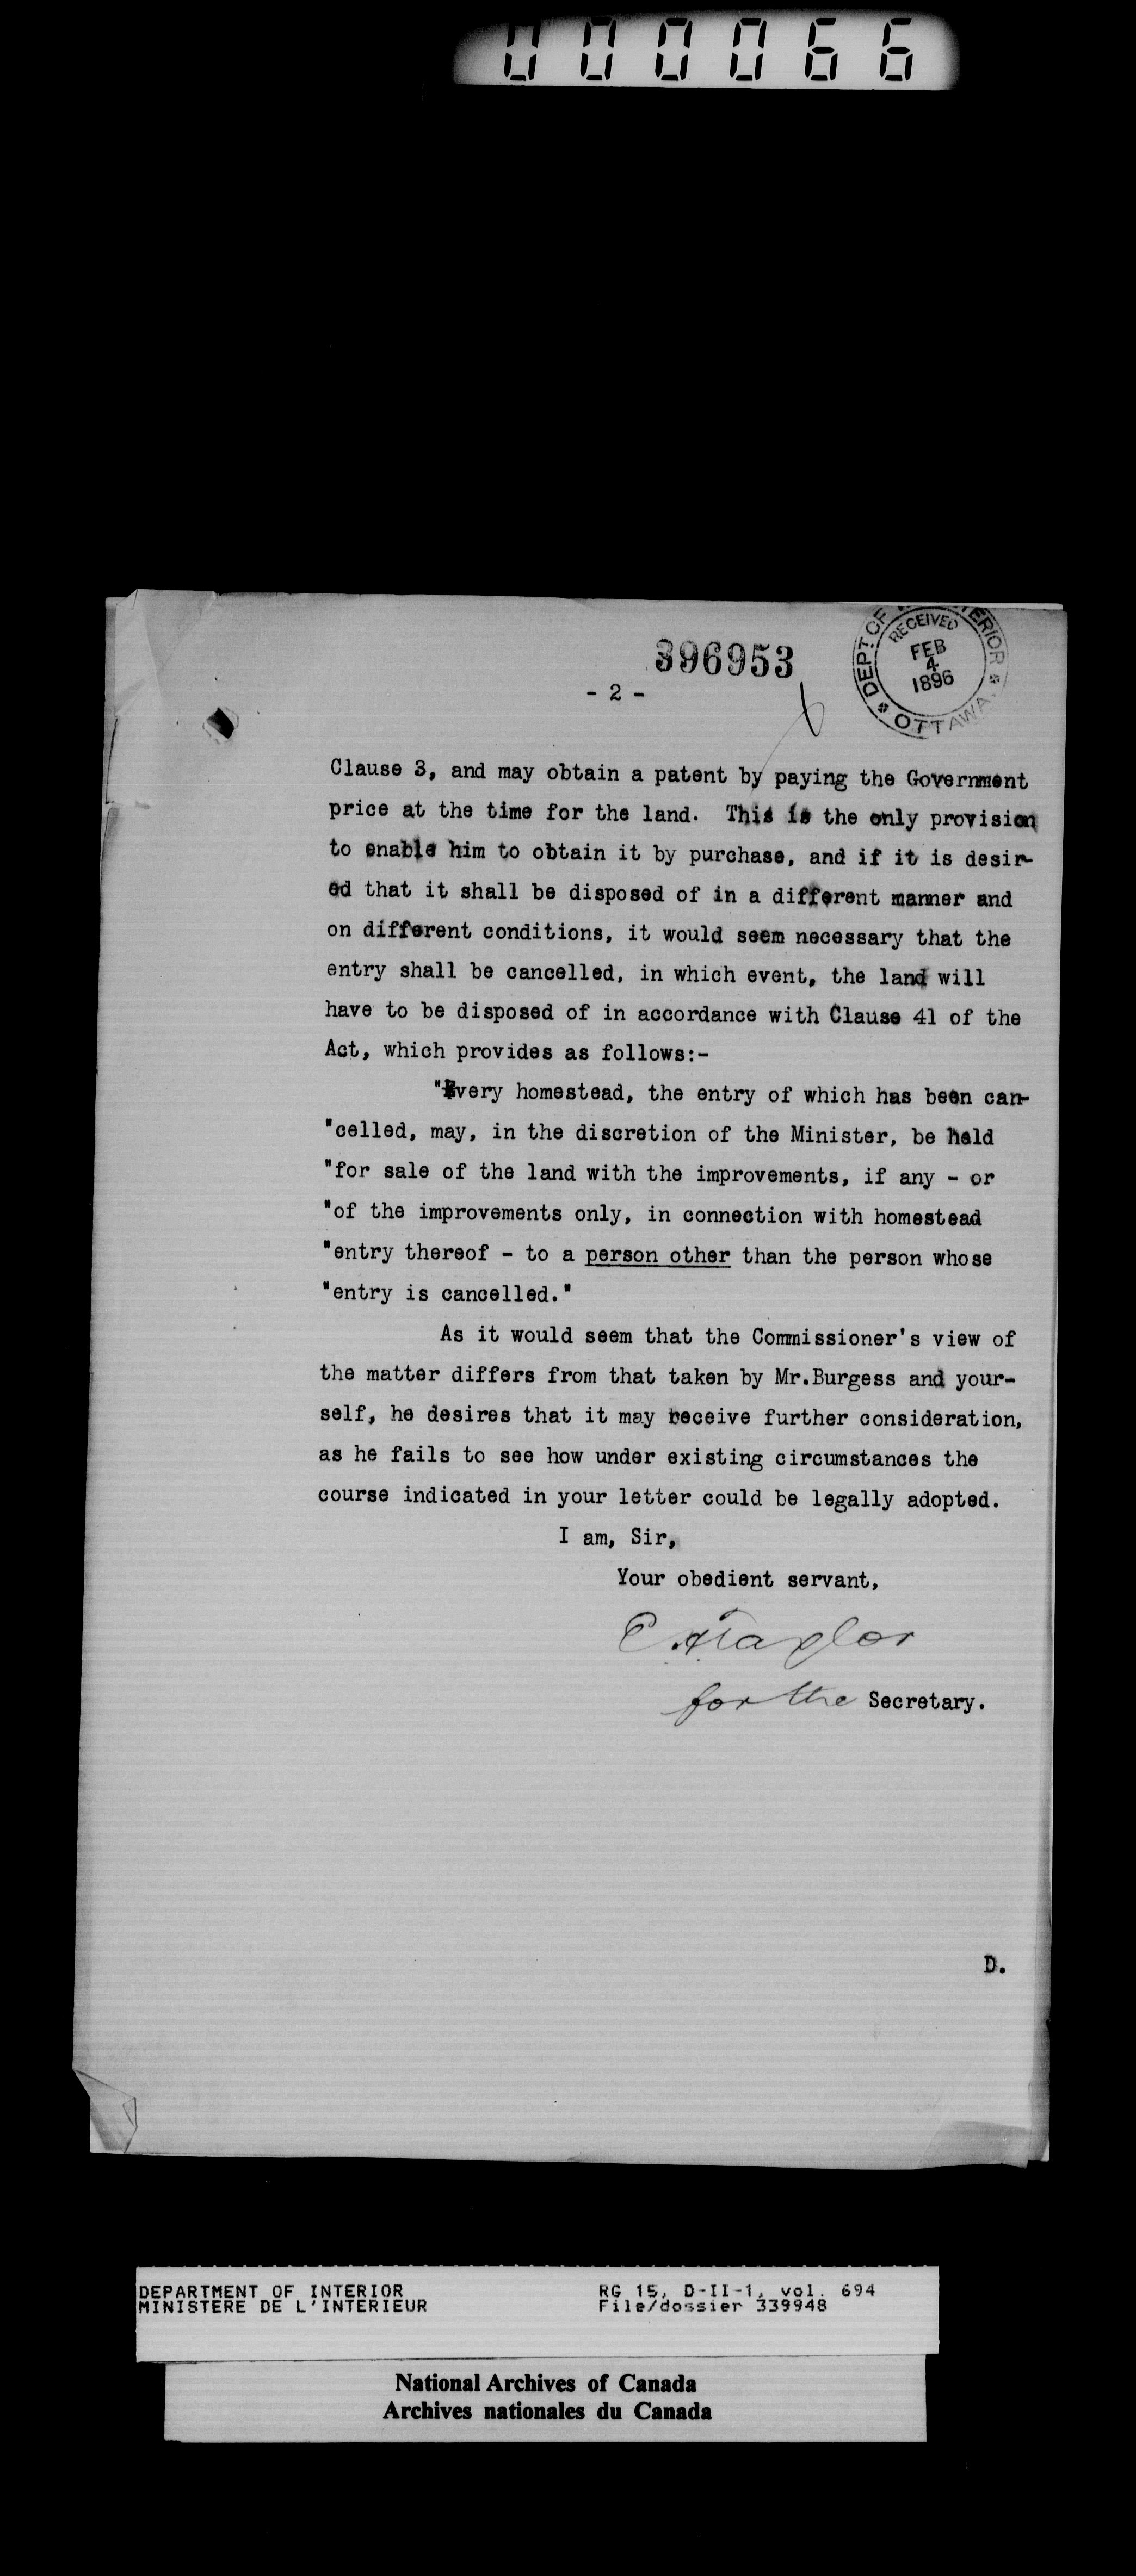 000066
396953
DEPT OF INTERIOR
RECEIVED
FEB
4
1896
OTTAWA.
- 2 -
Clause 3, and may obtain a patent by paying the Government
price at the time for the land. This is the only provision
to enable him to obtain it by purchase, and if it is desir-
ed that it shall be disposed of in a different manner and
on different conditions, it would seem necessary that the
entry shall be cancelled, in which event, the land will
have to be disposed of in accordance with Clause 41 of the
Act, which provides as follows:-
"Every homestead, the entry of which has been can-
"celled, may, in the discretion of the Minister, be held
"for sale of the land with the improvements, if any - or
"of the improvements only, in connection with homestead
"entry thereof - to a person other than the person whose
"entry is cancelled."
As it would seem that the Commissioner's view of
the matter differs from that taken by Mr.Burgess and your-
self, he desires that it may receive further consideration,
as he fails to see how under existing circumstances the
course indicated in your letter could be legally adopted.
I am, Sir,
Your obedient servant,
Taylor
for the Secretary.
D.
DEPARTMENT OF INTERIOR
MINISTERE DE L'INTERIEUR
RG 15, D-II-1, vol. 694
File/dossier 339948
National Archives of Canada
Archives nationales du Canada